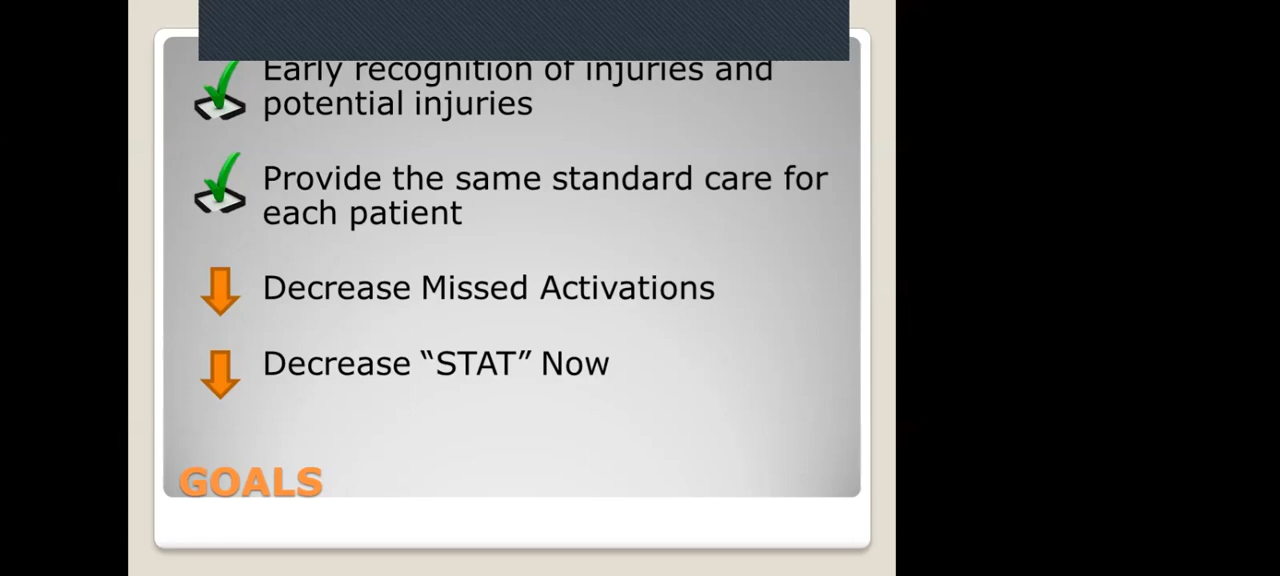 Early recognition of injuries and
potential injuries
Provide the same standard care for
each patient
Decrease Missed Activations
Decrease “STAT” Now
GOALS